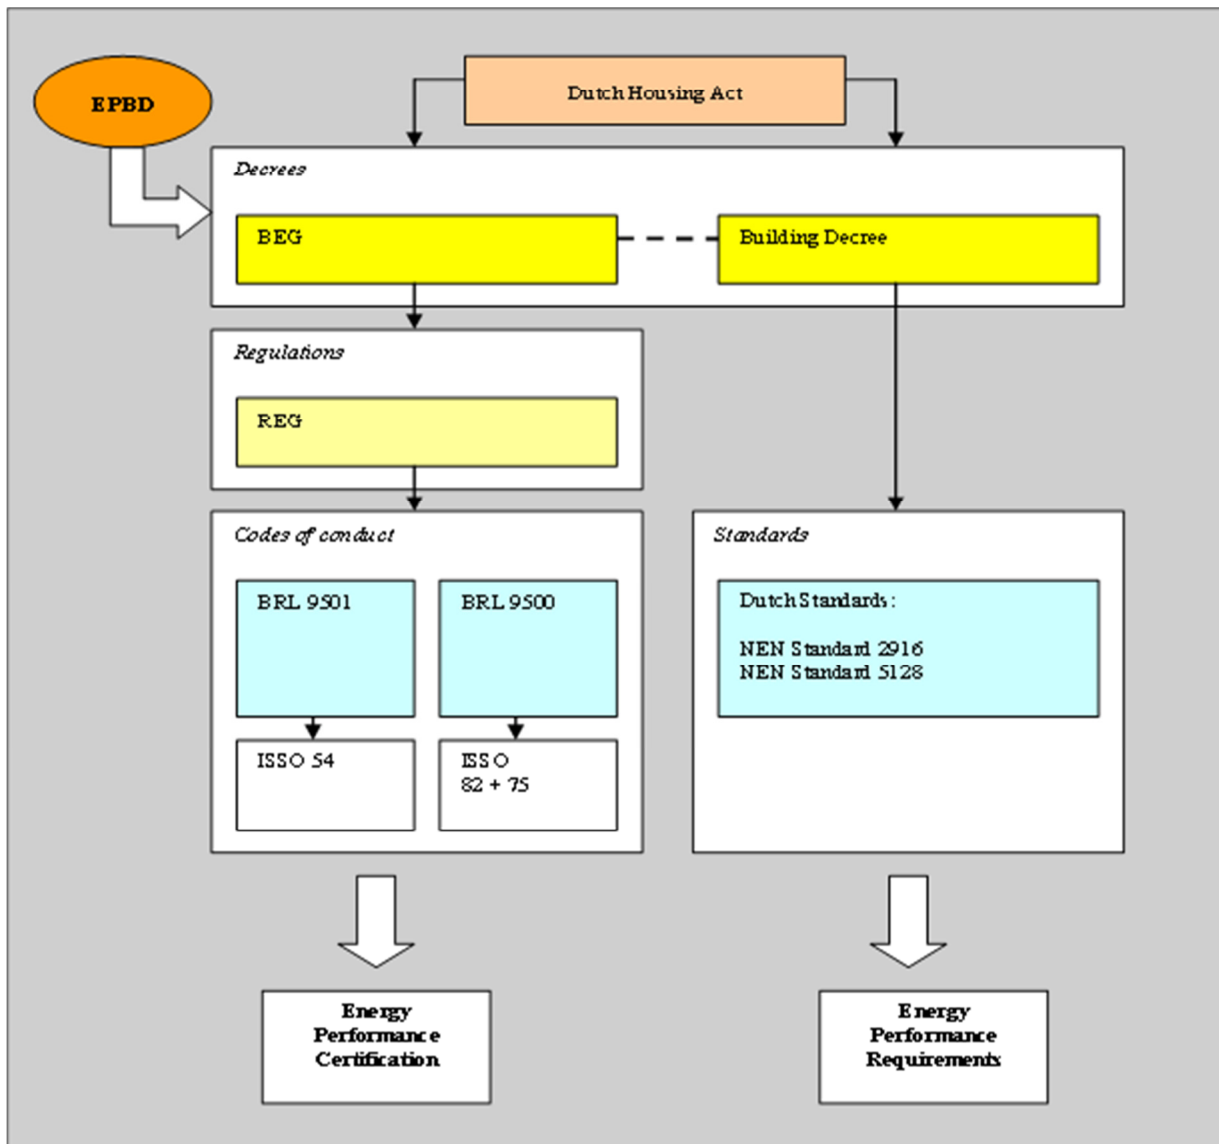 EPBD
Dutch Housing Act
Decrees
BEG
Building Decree
Regulations
REG
Codes of conduct
BRL 9501
BRL 9500
ISSO 54
ISSO
82 + 75
Standards
Dutch Standards:
NEN Standard 2916
NEN Standard 5128
Energy
Performance
Certification
Energy
Performance
Requirements